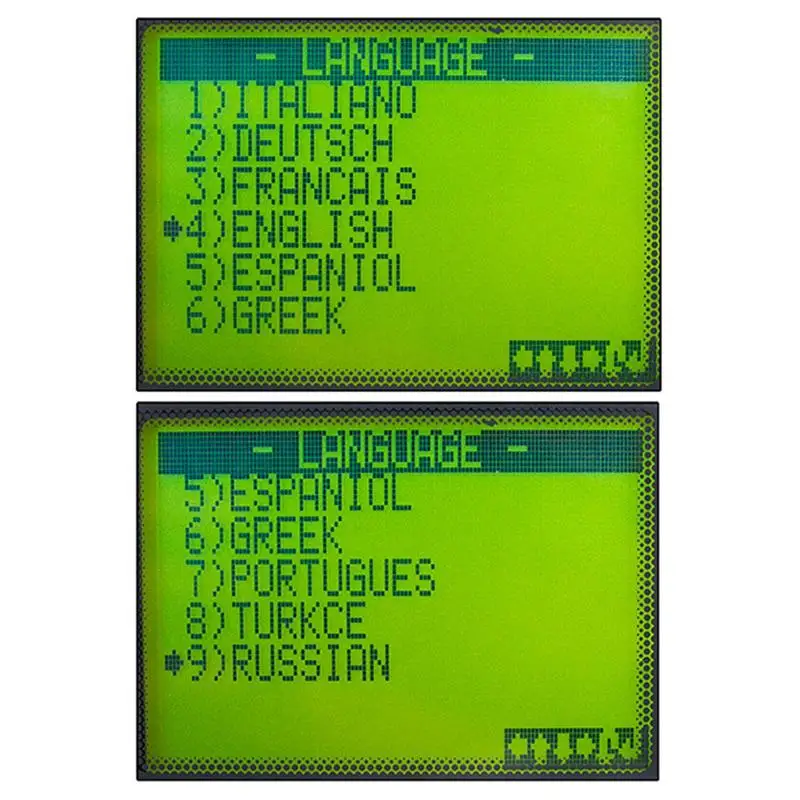 - LANGUAGE -
1)ITALIANO
2)DEUTSCH
3)FRANCAIS
4)ENGLISH
5)ESPANIOL
6)GREEK
- LANGUAGE -
5)ESPANIOL
6)GREEK
7)PORTUGUES
8)TURKCE
9)RUSSIAN